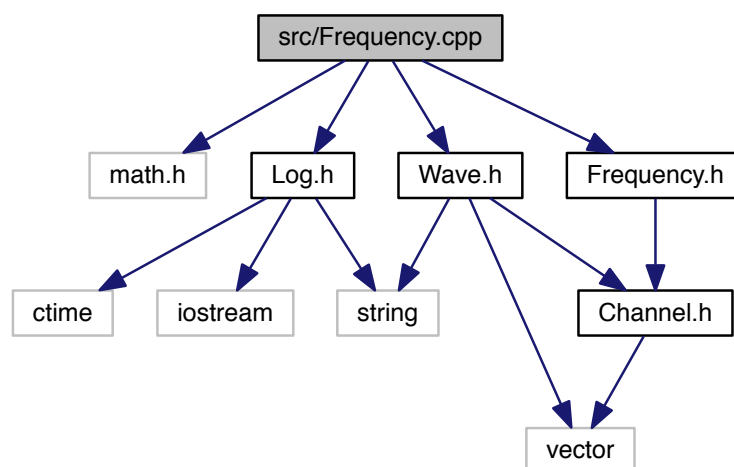 src/Frequency.cpp
math.h
Log.h
Wave.h
Frequency.h
ctime
iostream
string
Channel.h
vector